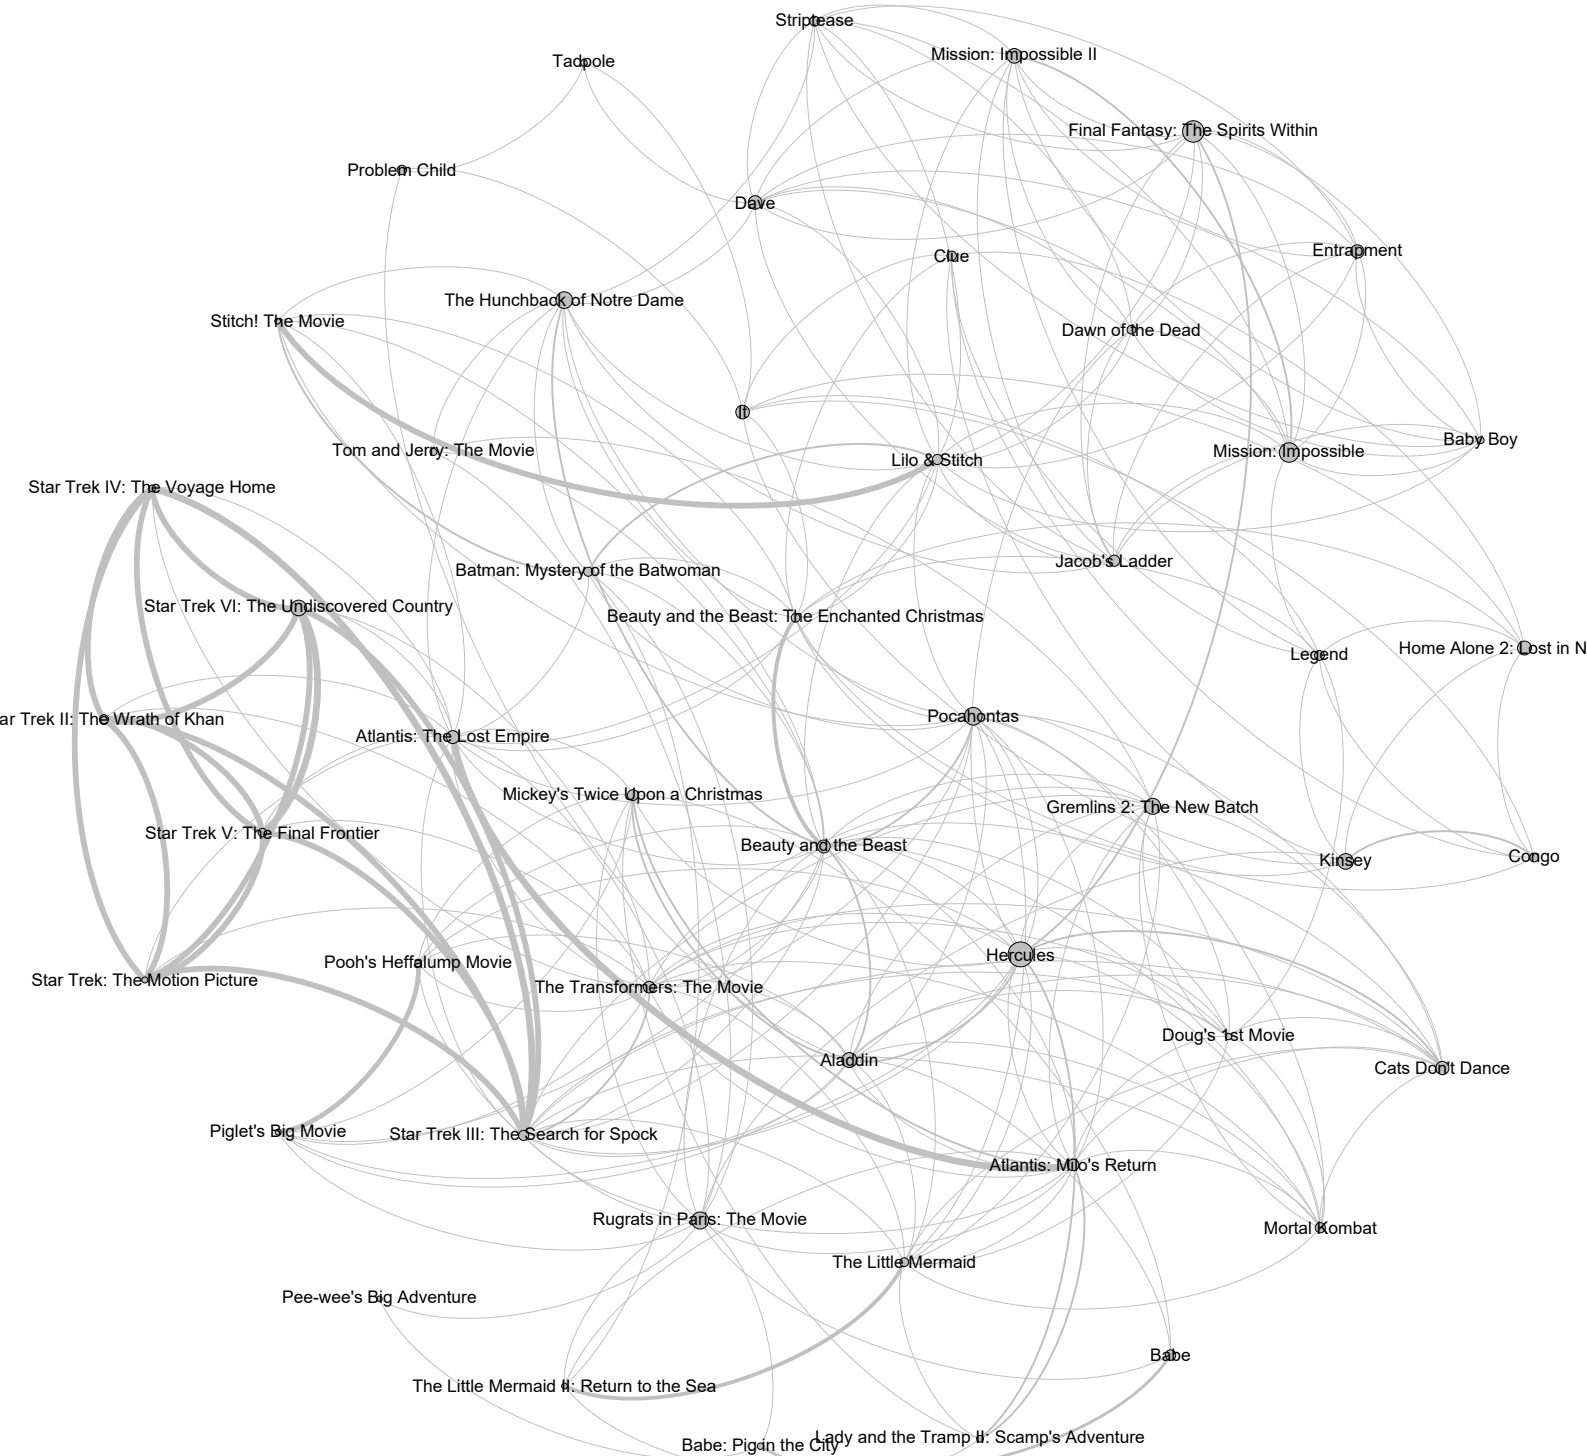 Striptease
Mission: Impossible II
Tadpole
Final Fantasy: The Spirits Within
Problem Child
Dave
Entrapment
Clue
The Hunchback of Notre Dame
Stitch! The Movie
Dawn of the Dead
It
Baby Boy
Tom and Jerry: The Movie
Mission: Impossible
Lilo & Stitch
Star Trek IV: The Voyage Home
Jacob's Ladder
Batman: Mystery of the Batwoman
Star Trek VI: The Undiscovered Country
Beauty and the Beast: The Enchanted Christmas
Home Alone 2: Lost in N
Legend
Pocahontas
ar Trek II: The Wrath of Khan
Atlantis: The Lost Empire
Mickey's Twice Upon a Christmas
Gremlins 2: The New Batch
Star Trek V: The Final Frontier
Beauty and the Beast
Congo
Kinsey
Hercules
Pooh's Heffalump Movie
Star Trek: The Motion Picture
The Transformers: The Movie
Doug's 1st Movie
Aladdin
Cats Don't Dance
Piglet's Big Movie
Star Trek III: The Search for Spock
Atlantis: Milo's Return
Rugrats in Paris: The Movie
Mortal Kombat
The Little Mermaid
Pee-wee's Big Adventure
Babe
The Little Mermaid II: Return to the Sea
Lady and the Tramp II: Scamp's Adventure
Babe: Pig in the City